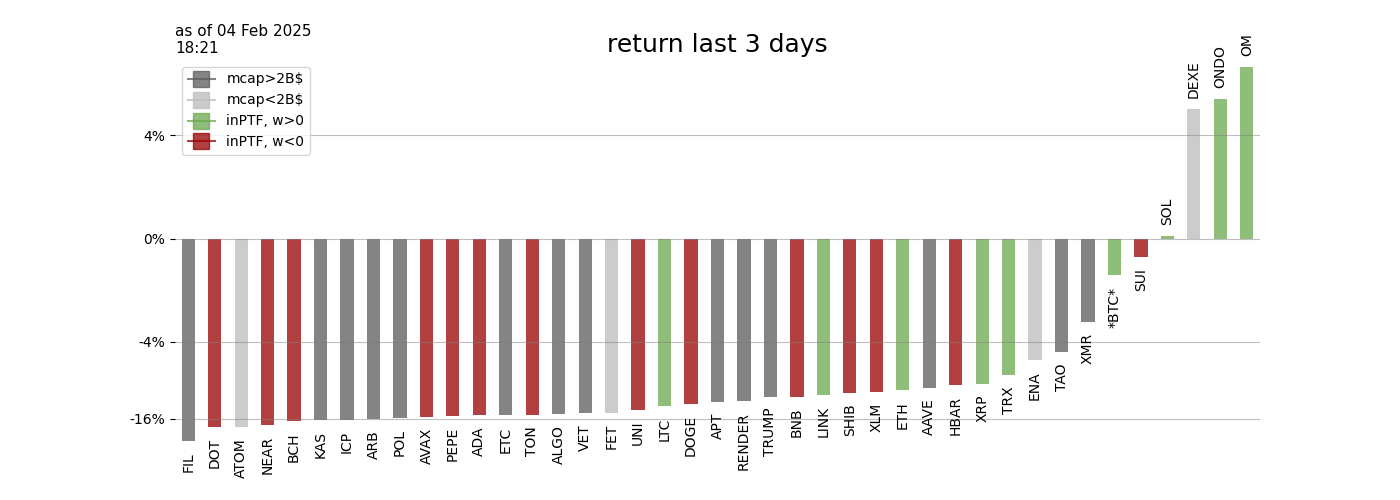 as of 04 Feb 2025
18:21
return last 3 days
mcap>2B$
mcap<2B$
inPTF, w>0
inPTF, w<0
4%
0%
-4%
-16%
FIL
DOT
ATOM
NEAR
BCH
KAS
ICP
ARB
POL
AVAX
PEPE
ADA
ETC
TON
ALGO
VET
FET
UNI
LTC
DOGE
APT
RENDER
TRUMP
BNB
LINK
SHIB
XLM
ETH
AAVE
HBAR
XRP
TRX
ENA
TAO
XMR
*BTC*
SUI
SOL
DEXE
ONDO
OM